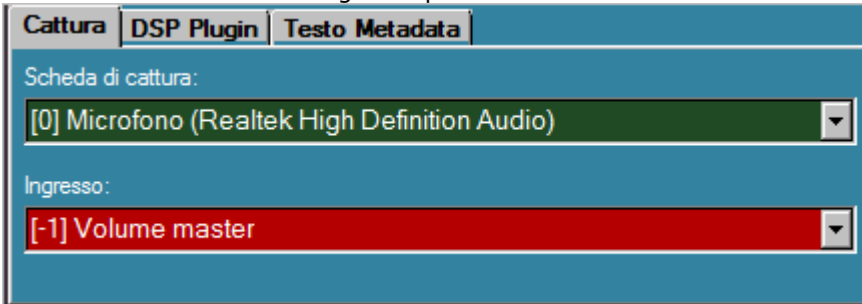 Cattura DSP Plugin Testo Metadata
Scheda di cattura:
[0] Microfono (Realtek High Definition Audio)
Ingresso:
[-1] Volume master